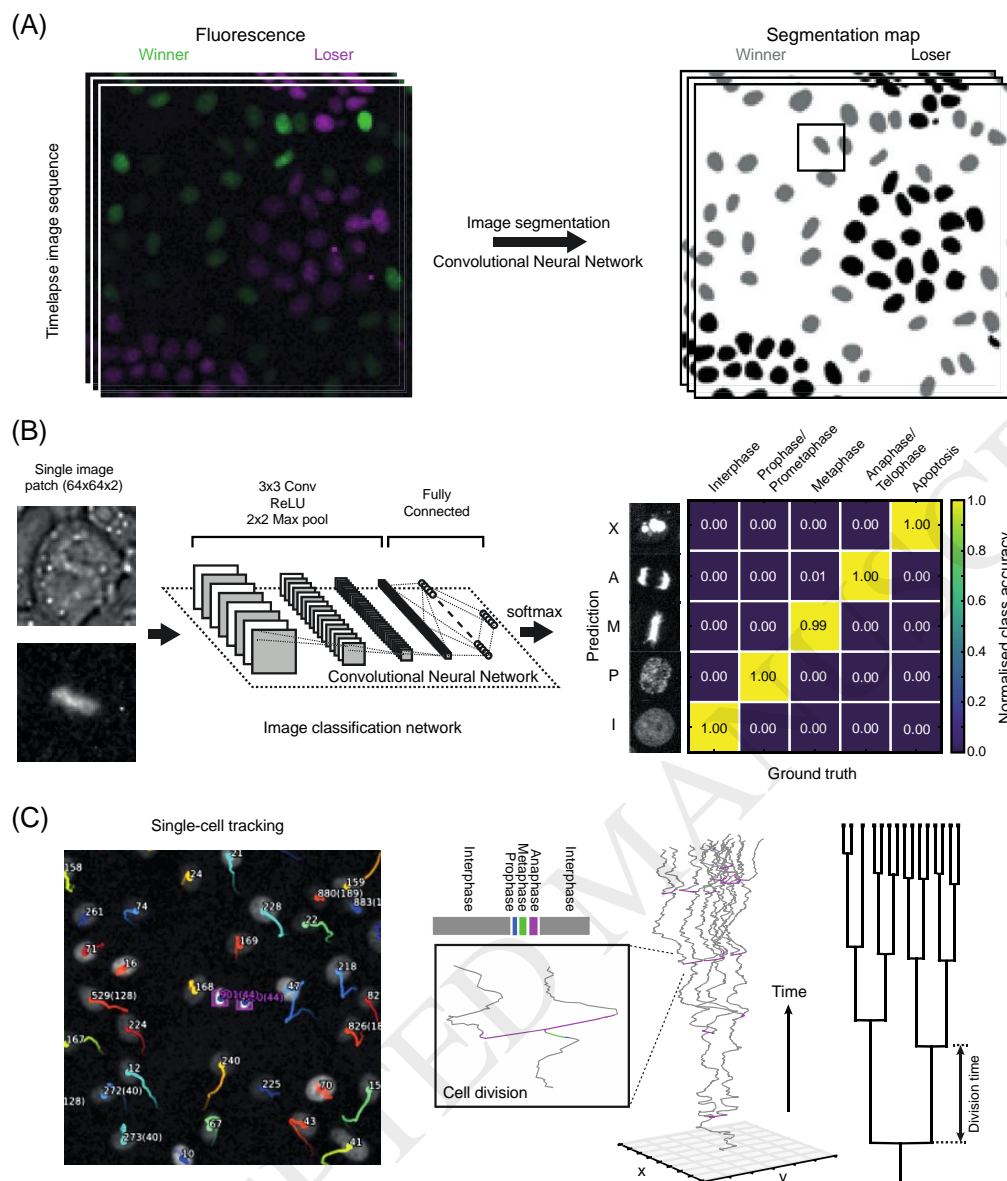 (A)
Fluorescence
Winner
Loser
Timelapse image sequence
Image segmentation
Convolutional Neural Network
Segmentation map
Winner
Loser
(B)
Single image
patch (64x64x2)
3x3 Conv
ReLU
2x2 Max pool
Fully
Connected
softmax
Convolutional Neural Network
Image classification network
Interphase
Prophase/
Prometaphase
Metaphase
Anaphase/
Telophase
Apoptosis
Prediction
X
0.00 0.00 0.00 0.00 1.00
A
0.00 0.00 0.01 1.00 0.00
M
0.00 0.00 0.99 0.00 0.00
P
0.00 1.00 0.00 0.00 0.00
I
1.00 0.00 0.00 0.00 0.00
Ground truth
1.0
0.8
0.6
0.4
0.2
0.0
Normalised class accuracy
(C)
Single-cell tracking
158
24
21
159
880(189)
883(1
261
74
228
22
71
16
169
218
168
47
529(128)
224
82
826(18
167
12
240
272(40)
225
70
15
128)
273(40)
67
43
10
41
Interphase
Prophase
Metaphase
Anaphase
Interphase
Cell division
Time
x
y
Division time